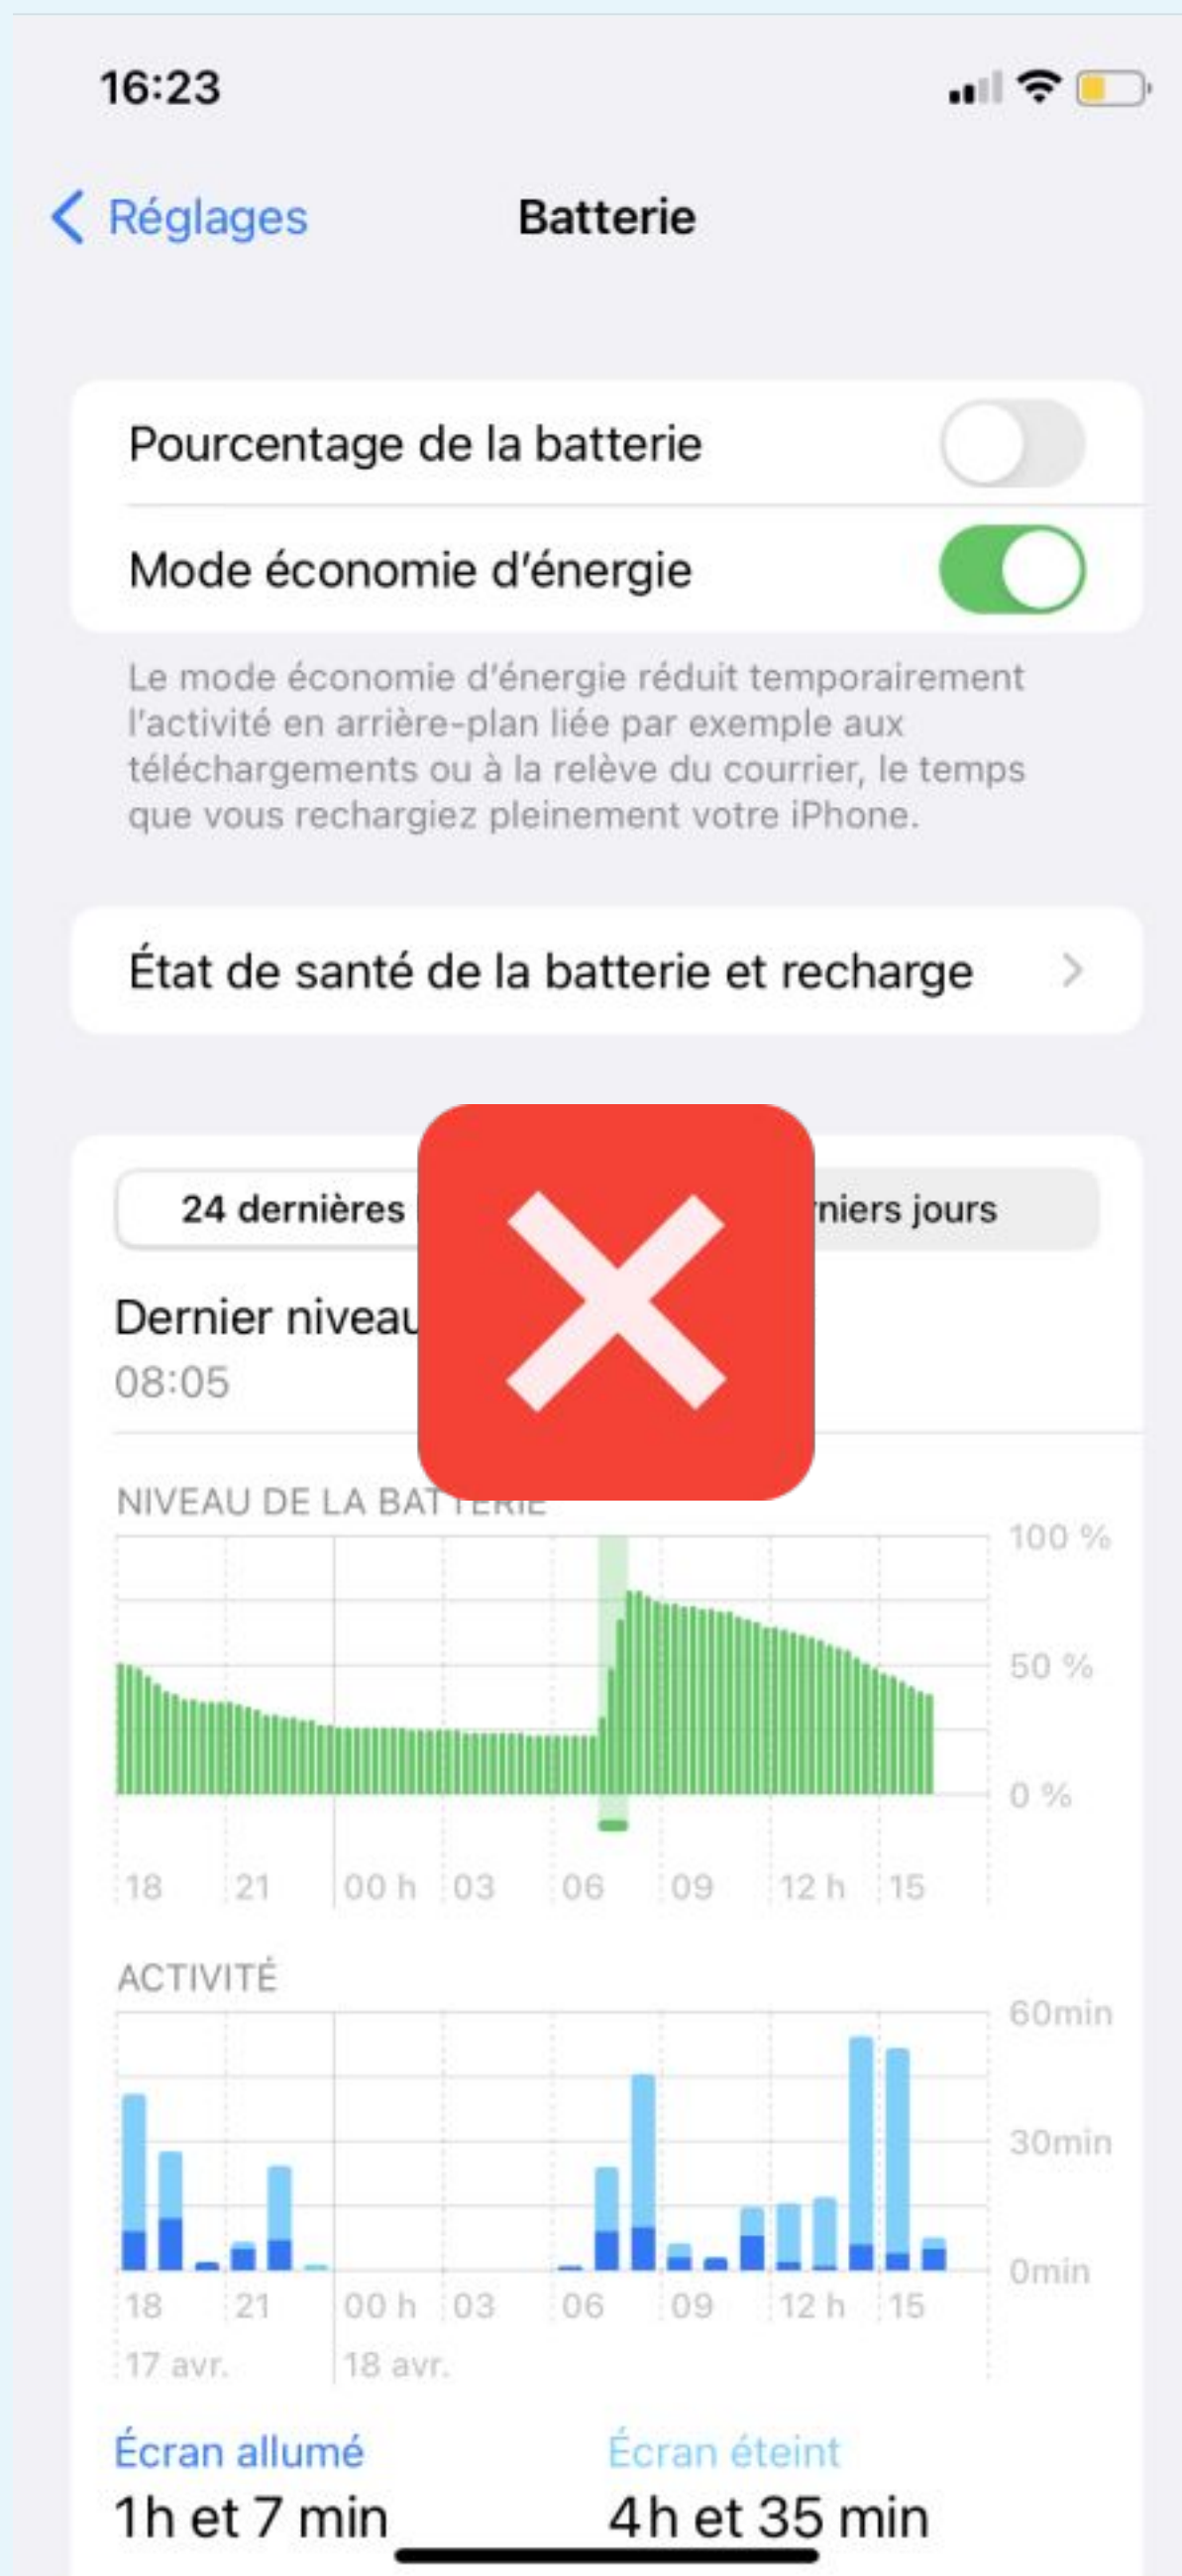 16:23
Réglages
Batterie
Pourcentage de la batterie
Mode économie d’énergie
Le mode économie d’énergie réduit temporairement
l’activité en arrière-plan liée par exemple aux
téléchargements ou à la relève du courrier, le temps
que vous rechargiez pleinement votre iPhone.
État de santé de la batterie et recharge
24 dernières
jours
Dernier niveau
08:05
NIVEAU DE LA BATTERIE
100 %
50 %
0 %
18 21 00 h 03 06 09 12 h 15
ACTIVITÉ
60min
30min
0min
18 21 00 h 03 06 09 12 h 15
17 avr. 18 avr.
Écran allumé Écran éteint
1h et 7 min 4h et 35 min